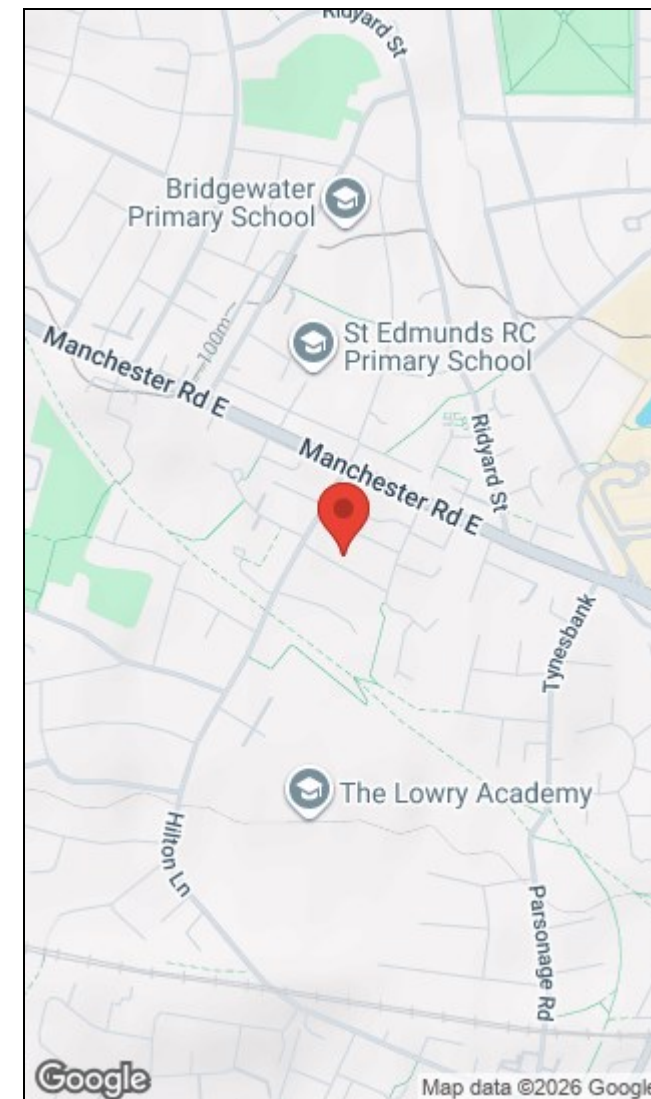 Ridyard St
Bridgewater
Primary School
100m
St Edmunds RC
Primary School
Manchester Rd E
Manchester Rd E
Ridyard St
Tynesbank
The Lowry Academy
Hilton Ln
Parsonage Rd
Google
Map data ©2026 Google